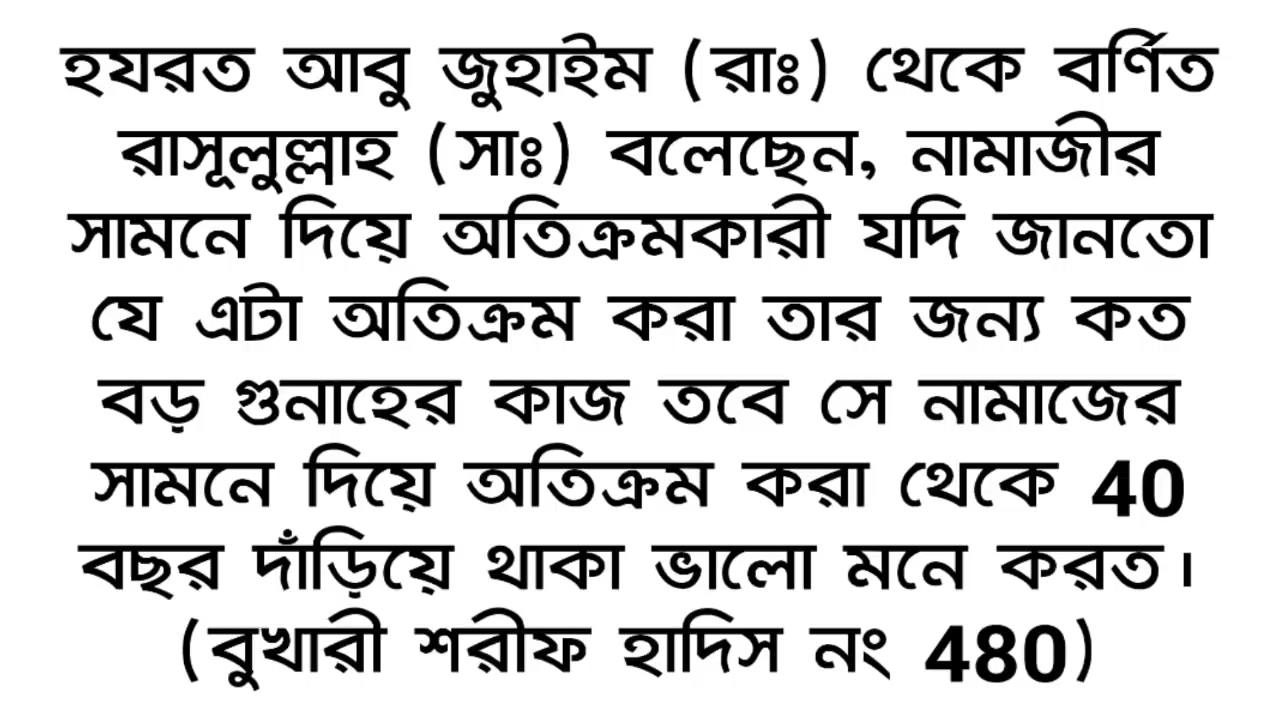 হযরত আবু জুহাইম (রাঃ) থেকে বর্ণিত
রাসূলুল্লাহ (সাঃ) বলেছেন, নামাজীর
সামনে দিয়ে অতিক্রমকারী যদি জানতো
যে এটা অতিক্রম করা তার জন্য কত
বড় গুনাহের কাজ তবে সে নামাজের
সামনে দিয়ে অতিক্রম করা থেকে 40
বছর দাঁড়িয়ে থাকা ভালো মনে করত।
(বুখারী শরীফ হাদিস নং 480)